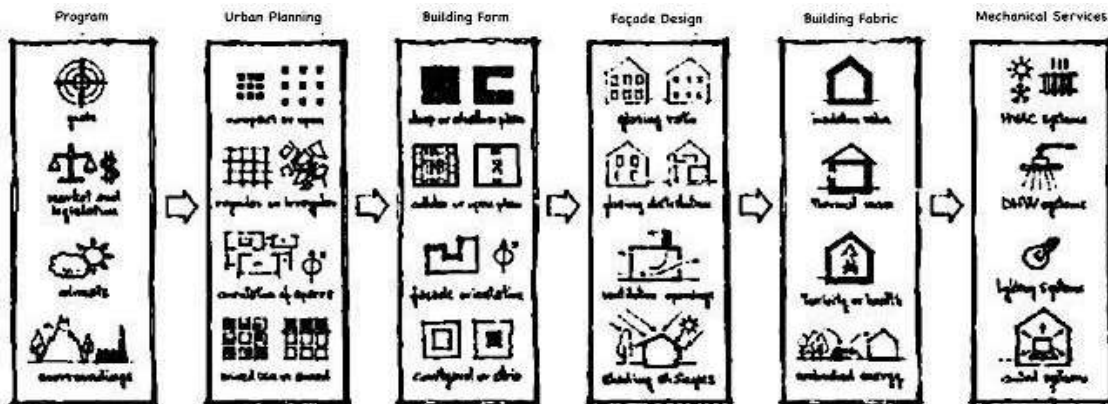 Program
Urban Planning
Building Form
Façade Design
Building Fabric
Mechanical Services
goals
market and
legislation
climate
surroundings
compact or open
regular or irregular
orientation of spaces
mixed use or zoned
deep or shallow plan
cellular or open plan
façade orientation
courtyard or atria
glazing ratio
glazing distribution
ventilation openings
shading strategies
insulation value
thermal mass
toxicity or health
embodied energy
HVAC systems
DHW systems
lighting systems
systems